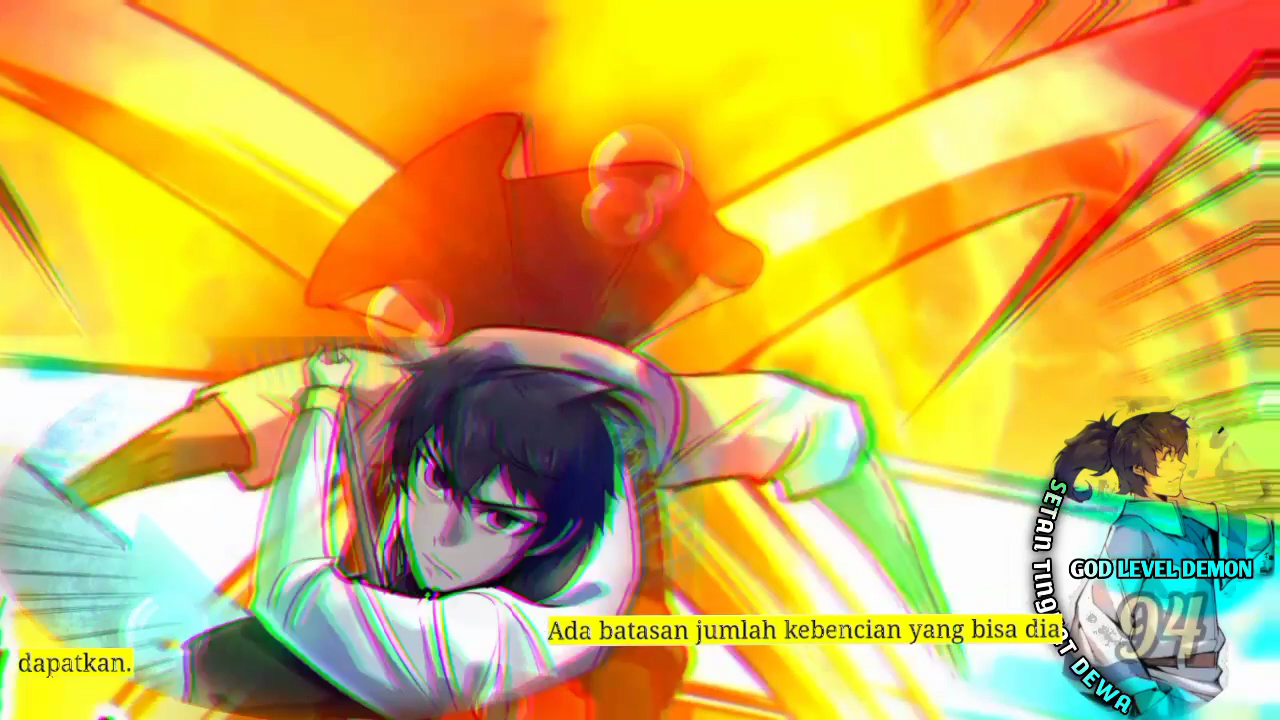 Ada batasan jumlah kebencian yang bisa dia
dapatkan.
SETAN TINGKAT DEWA
GOD LEVEL DEMON
94